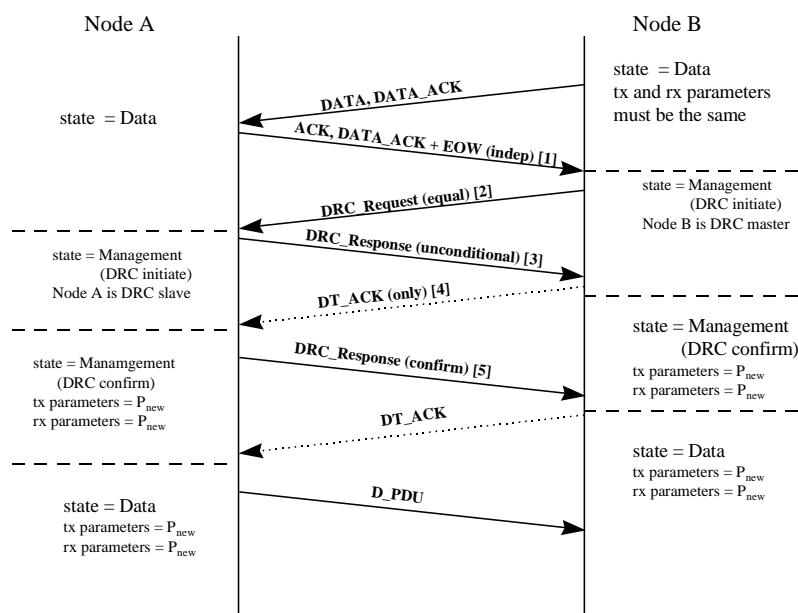 Node A
Node B
state = Data
tx and rx parameters
must be the same
DATA, DATA_ACK
state = Data
ACK, DATA_ACK + EOW (indep) [1]
state = Management
(DRC initiate)
Node B is DRC master
DRC_Request (equal) [2]
DRC_Response (unconditional) [3]
state = Management
(DRC initiate)
Node A is DRC slave
DT_ACK (only) [4]
state = Management
(DRC confirm)
tx parameters = Pnew
rx parameters = Pnew
state = Manamgement
(DRC confirm)
tx parameters = Pnew
rx parameters = Pnew
DRC_Response (confirm) [5]
DT_ACK
state = Data
tx parameters = Pnew
rx parameters = Pnew
D_PDU
state = Data
tx parameters = Pnew
rx parameters = Pnew